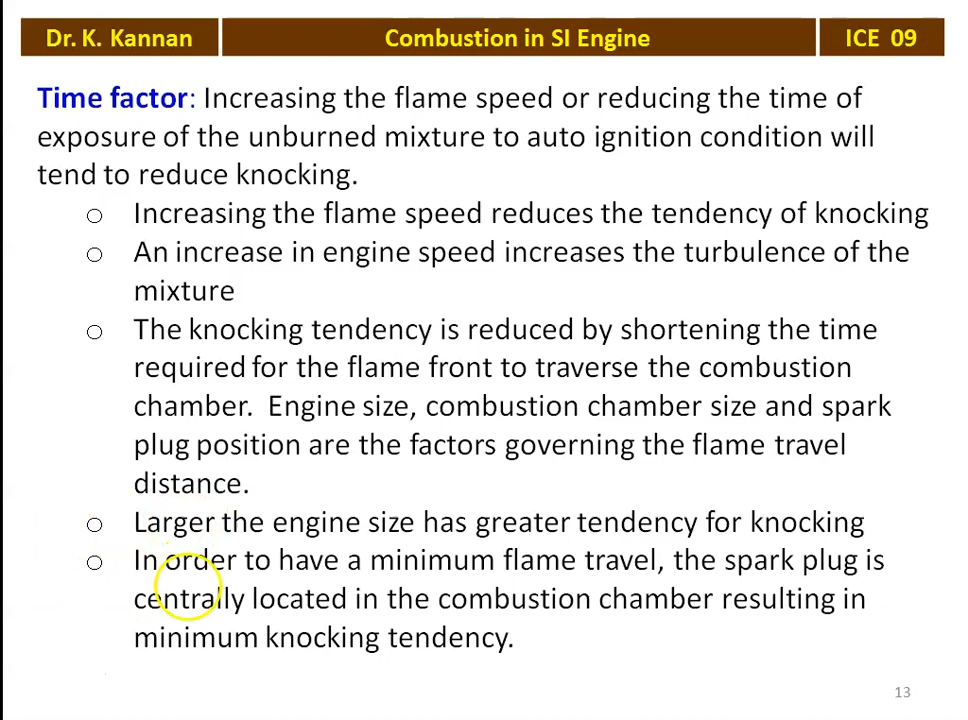 Dr. K. Kannan
Combustion in SI Engine
ICE 09
Time factor: Increasing the flame speed or reducing the time of
exposure of the unburned mixture to auto ignition condition will
tend to reduce knocking.
o Increasing the flame speed reduces the tendency of knocking
o An increase in engine speed increases the turbulence of the
mixture
o The knocking tendency is reduced by shortening the time
required for the flame front to traverse the combustion
chamber. Engine size, combustion chamber size and spark
plug position are the factors governing the flame travel
distance.
o Larger the engine size has greater tendency for knocking
o In order to have a minimum flame travel, the spark plug is
centrally located in the combustion chamber resulting in
minimum knocking tendency.
13